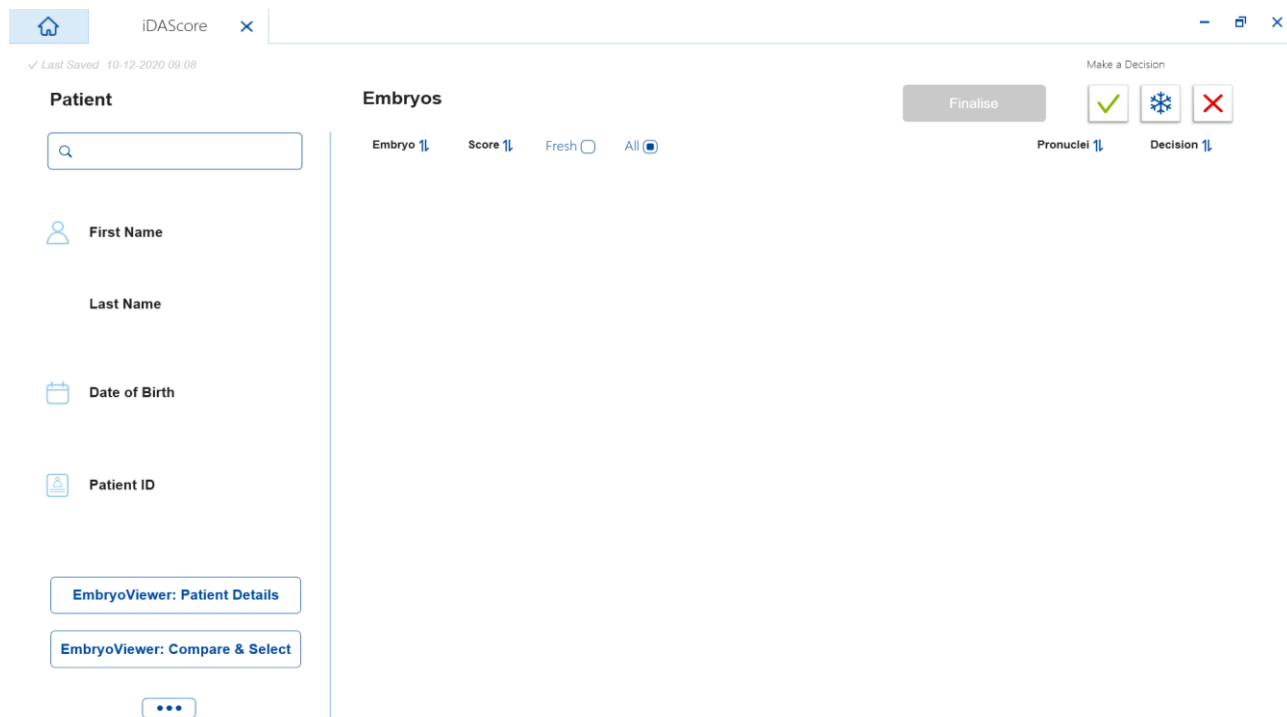 iDAScore
Last Saved 10-12-2020 09:08
Make a Decision
Patient
Embryos
Finalise
Embryo Score Fresh All Pronuclei Decision
First Name
Last Name
Date of Birth
Patient ID
EmbryoViewer: Patient Details
EmbryoViewer: Compare & Select